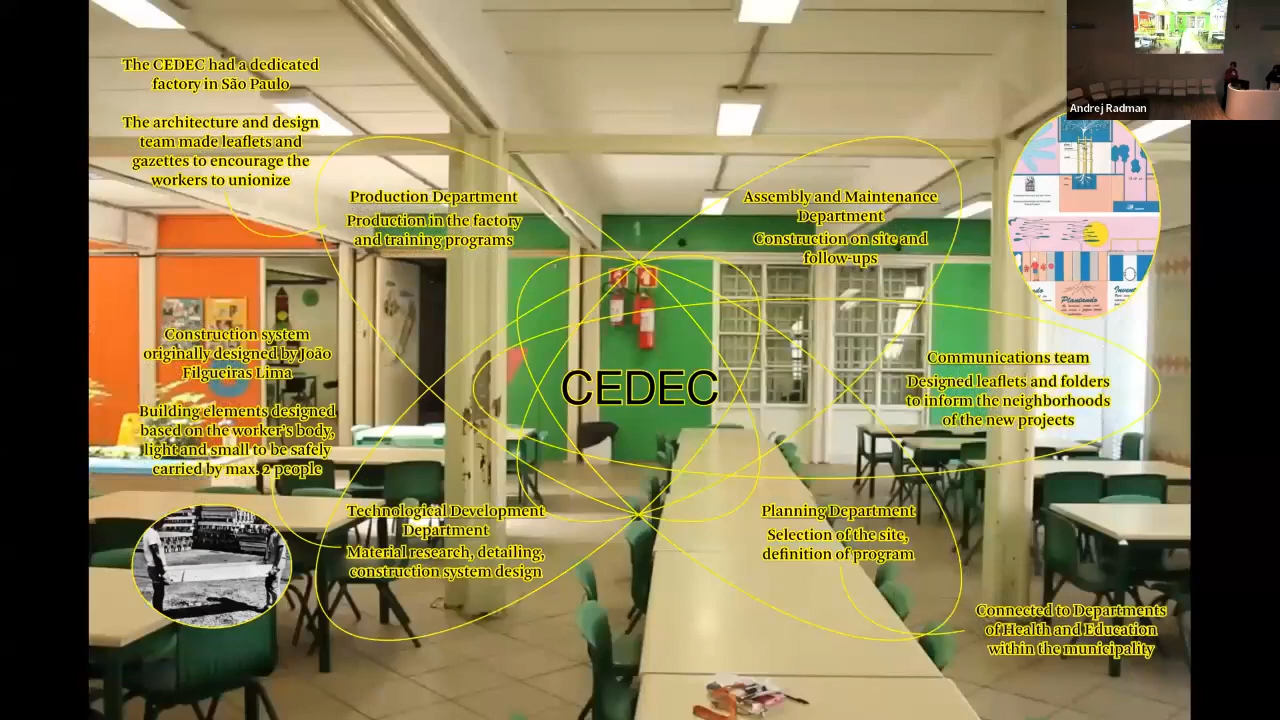 The CEDEC had a dedicated
factory in São Paulo
The architecture and design
team made leaflets and
gazettes to encourage the
workers to unionize
Production Department
Production in the factory
and training programs
Assembly and Maintenance
Department
Construction on site and
follow-ups
Andrej Radman
Construction system
originally designed by João
Filgueiras Lima
Building elements designed
based on the worker's body,
light and small to be safely
carried by max. 2 people
CEDEC
Communications team
Designed leaflets and folders
to inform the neighborhoods
of the new projects
Plantando
Technological Development
Department
Material research, detailing,
construction system design
Planning Department
Selection of the site,
definition of program
Connected to Departments
of Health and Education
within the municipality